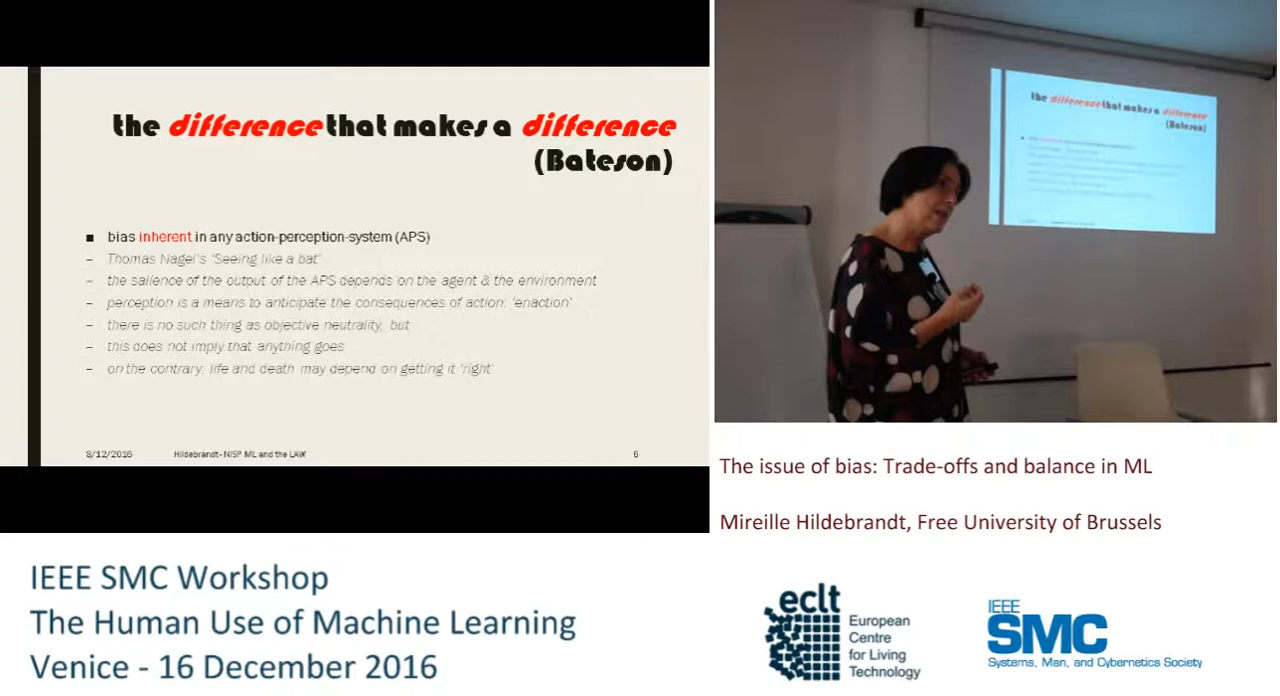 the difference that makes a difference
(Bateson)
■ bias inherent in any action-perception-system (APS)
– Thomas Nagel's 'Seeing like a bat'
– the salience of the output of the APS depends on the agent & the environment
– perception is a means to anticipate the consequences of action: 'enaction'
– there is no such thing as objective neutrality, but
– this does not imply that anything goes
– on the contrary: life and death may depend on getting it 'right'
8/12/2016 Hildebrandt- NISP ML and the LAW 6
the difference that makes a difference
(Bateson)
The issue of bias: Trade-offs and balance in ML
Mireille Hildebrandt, Free University of Brussels
IEEE SMC Workshop
The Human Use of Machine Learning
Venice - 16 December 2016
eclt
European
Centre
for Living
Technology
IEEE
SMC
Systems, Man, and Cybernetics Society